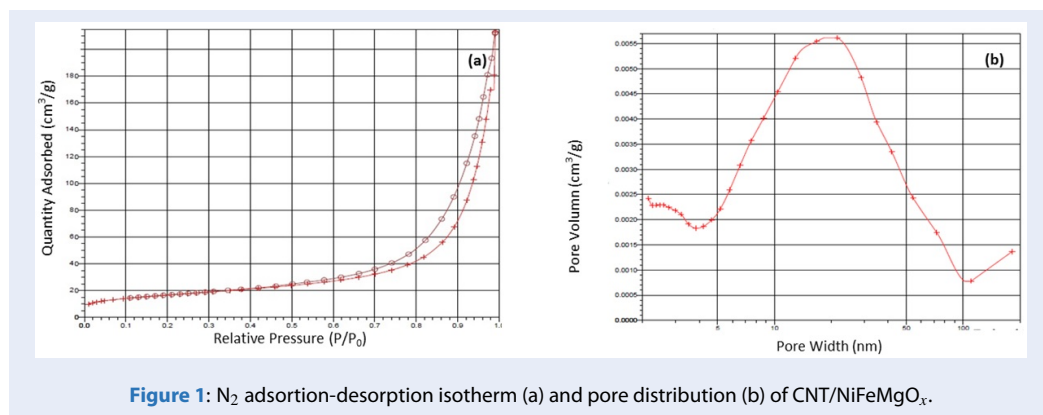 (a)
Quantity Adsorbed (cm³/g)
180
160
140
120
100
80
60
40
20
0
0.0 0.1 0.2 0.3 0.4 0.5 0.6 0.7 0.8 0.9 1.0
Relative Pressure (P/P₀)
(b)
Pore Volumn (cm³/g)
0.0055
0.0050
0.0045
0.0040
0.0035
0.0030
0.0025
0.0020
0.0015
0.0010
0.0005
0.0000
5 10 50 100
Pore Width (nm)
Figure 1: N₂ adsortion-desorption isotherm (a) and pore distribution (b) of CNT/NiFeMgOₓ.